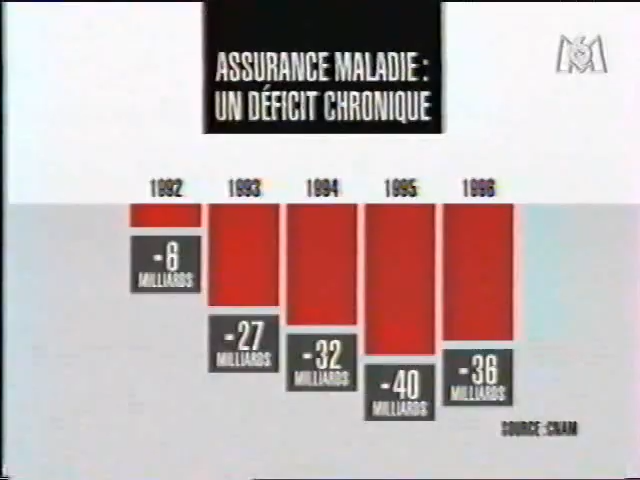 ASSURANCE MALADIE :
UN DÉFICIT CHRONIQUE
M6
1992 1993 1994 1995 1996
-6
MILLIARDS
-27
MILLIARDS
-32
MILLIARDS
-40
MILLIARDS
-36
MILLIARDS
SOURCE : CNAM